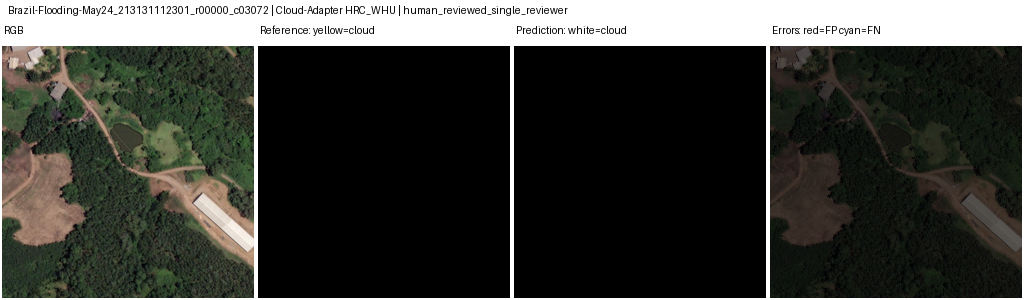 Brazil-Flooding-May24_213131112301_r00000_c03072 | Cloud-Adapter HRC_WHU | human_reviewed_single_reviewer
RGB
Reference: yellow=cloud
Prediction: white=cloud
Errors: red=FP cyan=FN